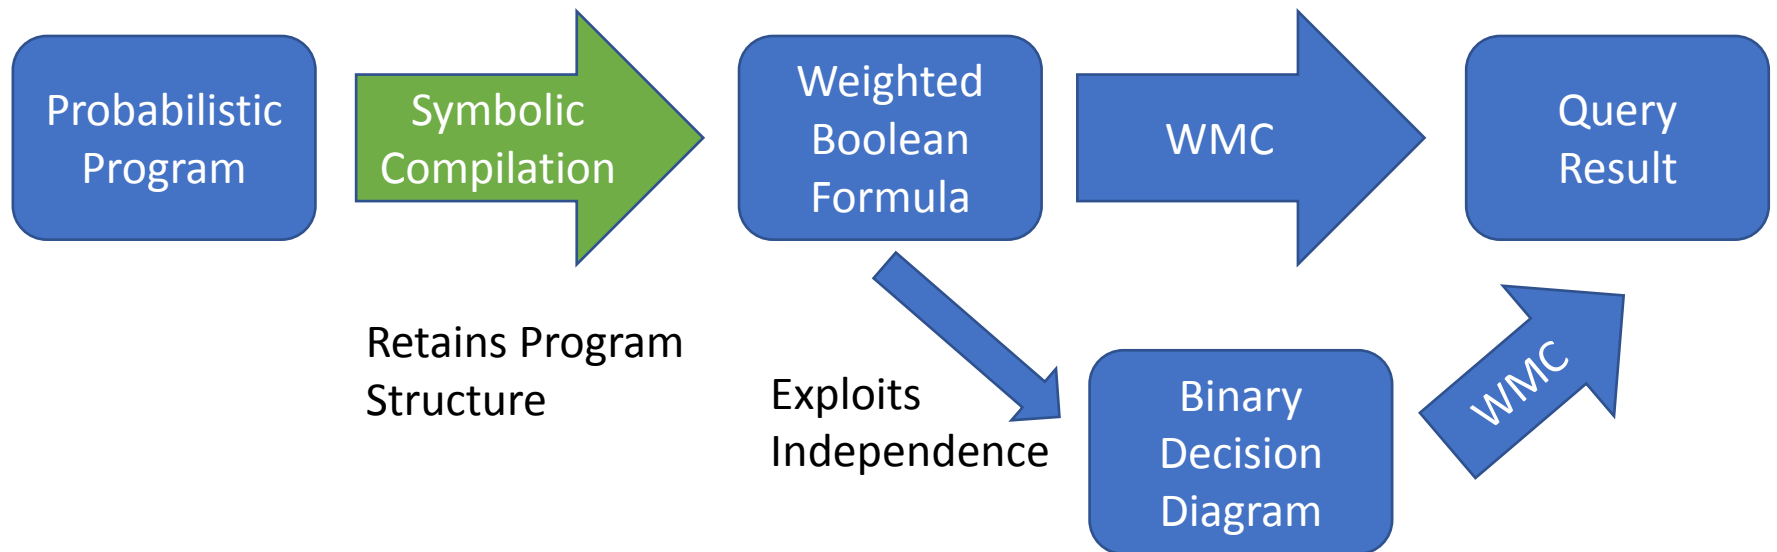 Probabilistic
Program
Symbolic
Compilation
Weighted
Boolean
Formula
WMC
Query
Result
Retains Program
Structure
Exploits
Independence
Binary
Decision
Diagram
WMC